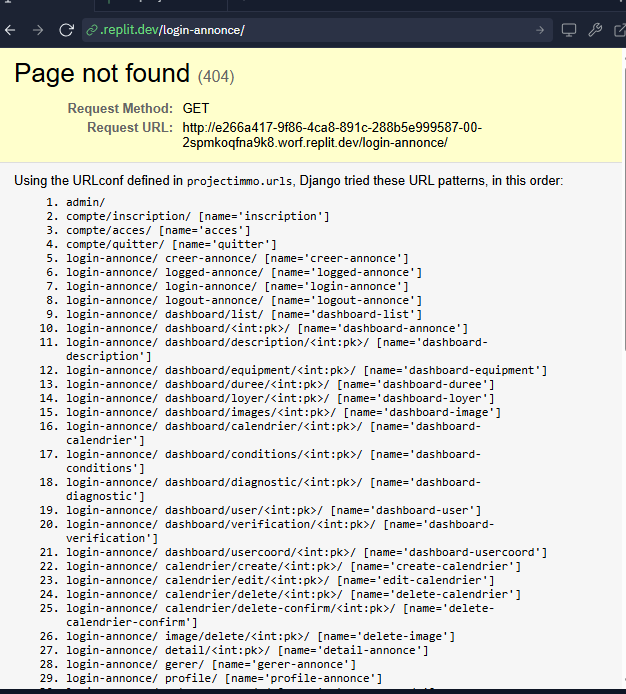 .replit.dev/login-annonce/
Page not found (404)
Request Method: GET
Request URL: http://e266a417-9f86-4ca8-891c-288b5e999587-00-
2spmkoqfna9k8.worf.replit.dev/login-annonce/
Using the URLconf defined in projectimmo.urls, Django tried these URL patterns, in this order:
1. admin/
2. compte/inscription/ [name='inscription']
3. compte/acces/ [name='acces']
4. compte/quitter/ [name='quitter']
5. login-annonce/ creer-annonce/ [name='creer-annonce']
6. login-annonce/ logged-annonce/ [name='logged-annonce']
7. login-annonce/ login-annonce/ [name='login-annonce']
8. login-annonce/ logout-annonce/ [name='logout-annonce']
9. login-annonce/ dashboard/list/ [name='dashboard-list']
10. login-annonce/ dashboard/<int:pk>/ [name='dashboard-annonce']
11. login-annonce/ dashboard/description/<int:pk>/ [name='dashboard-
description']
12. login-annonce/ dashboard/equipment/<int:pk>/ [name='dashboard-equipment']
13. login-annonce/ dashboard/duree/<int:pk>/ [name='dashboard-duree']
14. login-annonce/ dashboard/loyer/<int:pk>/ [name='dashboard-loyer']
15. login-annonce/ dashboard/images/<int:pk>/ [name='dashboard-image']
16. login-annonce/ dashboard/calendrier/<int:pk>/ [name='dashboard-
calendrier']
17. login-annonce/ dashboard/conditions/<int:pk>/ [name='dashboard-
conditions']
18. login-annonce/ dashboard/diagnostic/<int:pk>/ [name='dashboard-
diagnostic']
19. login-annonce/ dashboard/user/<int:pk>/ [name='dashboard-user']
20. login-annonce/ dashboard/verification/<int:pk>/ [name='dashboard-
verification']
21. login-annonce/ dashboard/usercoord/<int:pk>/ [name='dashboard-usercoord']
22. login-annonce/ calendrier/create/<int:pk>/ [name='create-calendrier']
23. login-annonce/ calendrier/edit/<int:pk>/ [name='edit-calendrier']
24. login-annonce/ calendrier/delete/<int:pk>/ [name='delete-calendrier']
25. login-annonce/ calendrier/delete-confirm/<int:pk>/ [name='delete-
calendrier-confirm']
26. login-annonce/ image/delete/<int:pk>/ [name='delete-image']
27. login-annonce/ detail/<int:pk>/ [name='detail-annonce']
28. login-annonce/ gerer/ [name='gerer-annonce']
29. login-annonce/ profile/ [name='profile-annonce']